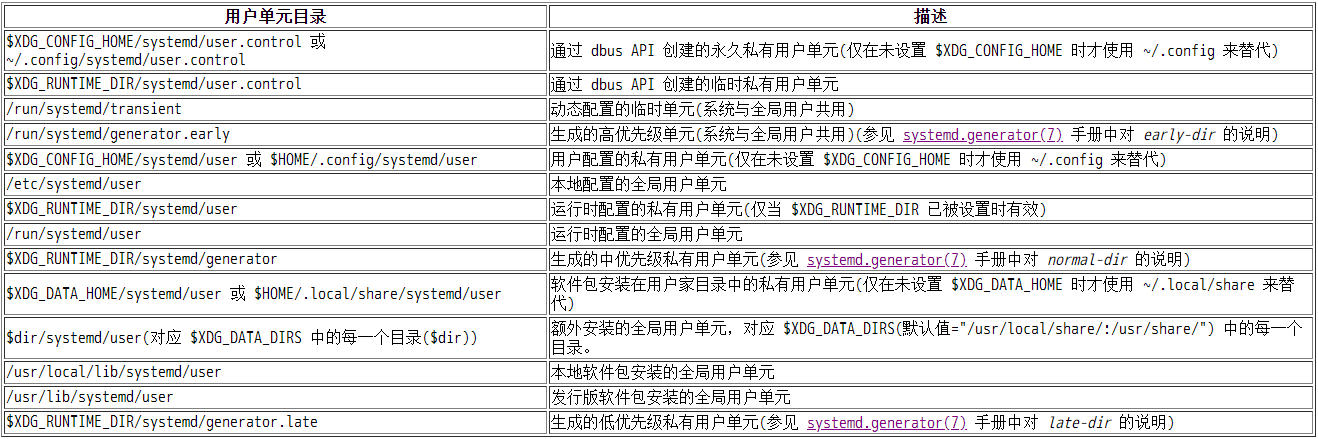 用户单元目录 描述
$XDG_CONFIG_HOME/systemd/user.control 或
~/.config/systemd/user.control
通过 dbus API 创建的永久私有用户单元(仅在未设置 $XDG_CONFIG_HOME 时才使用 ~/.config 来替代)
$XDG_RUNTIME_DIR/systemd/user.control 通过 dbus API 创建的临时私有用户单元
/run/systemd/transient 动态配置的临时单元(系统与全局用户共用)
/run/systemd/generator.early 生成的高优先级单元(系统与全局用户共用)(参见 systemd.generator(7) 手册中对 early-dir 的说明)
$XDG_CONFIG_HOME/systemd/user 或 $HOME/.config/systemd/user 用户配置的私有用户单元(仅在未设置 $XDG_CONFIG_HOME 时才使用 ~/.config 来替代)
/etc/systemd/user 本地配置的全局用户单元
$XDG_RUNTIME_DIR/systemd/user 运行时配置的私有用户单元(仅当 $XDG_RUNTIME_DIR 已被设置时有效)
/run/systemd/user 运行时配置的全局用户单元
$XDG_RUNTIME_DIR/systemd/generator 生成的中优先级私有用户单元(参见 systemd.generator(7) 手册中对 normal-dir 的说明)
$XDG_DATA_HOME/systemd/user 或 $HOME/.local/share/systemd/user
软件包安装在用户家目录中的私有用户单元(仅在未设置 $XDG_DATA_HOME 时才使用 ~/.local/share 来替
代)
$dir/systemd/user(对应 $XDG_DATA_DIRS 中的每一个目录($dir))
额外安装的全局用户单元，对应 $XDG_DATA_DIRS(默认值="/usr/local/share/:/usr/share/") 中的每一个
目录。
/usr/local/lib/systemd/user 本地软件包安装的全局用户单元
/usr/lib/systemd/user 发行版软件包安装的全局用户单元
$XDG_RUNTIME_DIR/systemd/generator.late 生成的低优先级私有用户单元(参见 systemd.generator(7) 手册中对 late-dir 的说明)